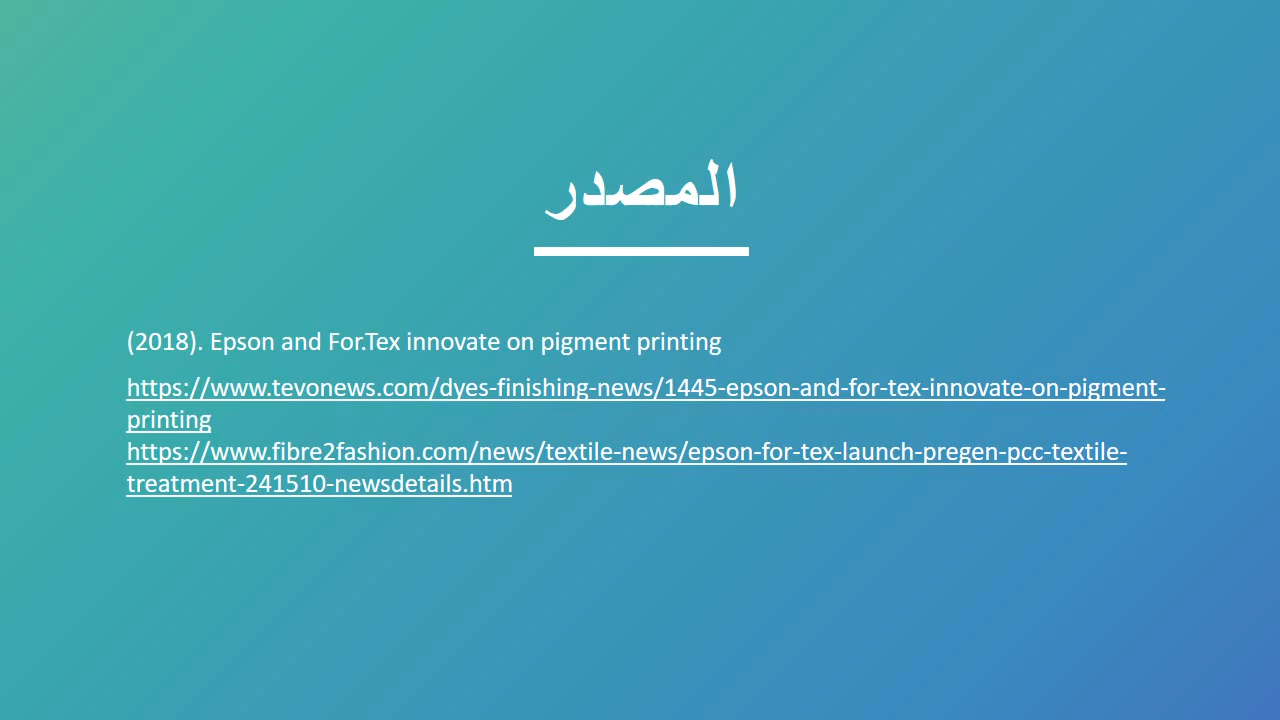 المصدر
(2018). Epson and For.Tex innovate on pigment printing
https://www.tevonews.com/dyes-finishing-news/1445-epson-and-for-tex-innovate-on-pigment-
printing
https://www.fibre2fashion.com/news/textile-news/epson-for-tex-launch-pregen-pcc-textile-
treatment-241510-newsdetails.htm